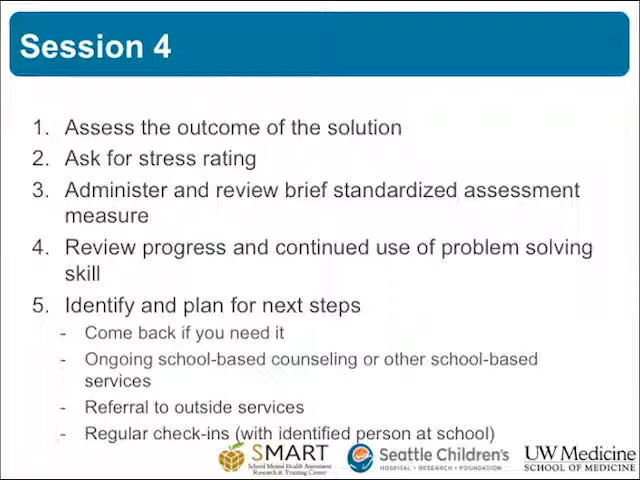 Session 4
1. Assess the outcome of the solution
2. Ask for stress rating
3. Administer and review brief standardized assessment
measure
4. Review progress and continued use of problem solving
skill
5. Identify and plan for next steps
- Come back if you need it
- Ongoing school-based counseling or other school-based
services
- Referral to outside services
- Regular check-ins (with identified person at school)
SMART
School Mental Health Assessment
Research & Training Center
Seattle Children's
HOSPITAL • RESEARCH • FOUNDATION
UW Medicine
SCHOOL OF MEDICINE